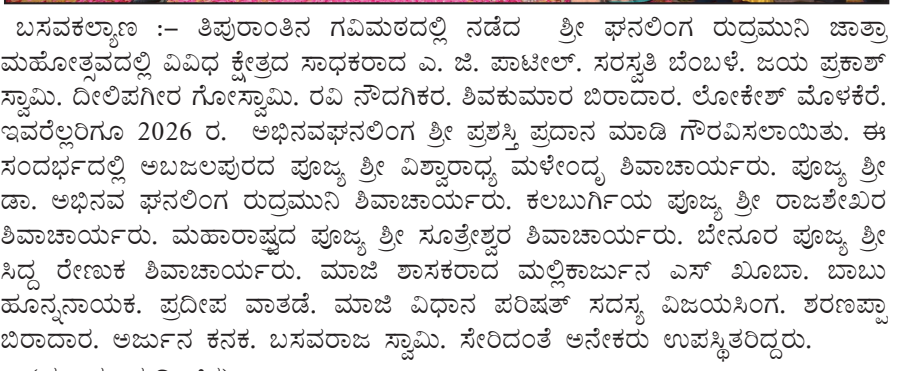 ಬಸವಕಲ್ಯಾಣ :– ತಿಪುರಾಂತಿನ ಗವಿಮಠದಲ್ಲಿ ನಡೆದ ಶ್ರೀ ಘನಲಿಂಗ ರುದ್ರಮುನಿ ಜಾತ್ರಾ
ಮಹೋತ್ಸವದಲ್ಲಿ ವಿವಿಧ ಕ್ಷೇತ್ರದ ಸಾಧಕರಾದ ಎ. ಜಿ. ಪಾಟೀಲ್. ಸರಸ್ವತಿ ಬೆಂಬಳೆ. ಜಯ ಪ್ರಕಾಶ್
ಸ್ವಾಮಿ. ದೀಲಿಪಗೀರ ಗೋಸ್ವಾಮಿ. ರವಿ ನೌದಗಿಕರ. ಶಿವಕುಮಾರ ಬಿರಾದಾರ. ಲೋಕೇಶ್ ಮೊಳಕೆರೆ.
ಇವರೆಲ್ಲರಿಗೂ 2026 ರ. ಅಭಿನವಘನಲಿಂಗ ಶ್ರೀ ಪ್ರಶಸ್ತಿ ಪ್ರದಾನ ಮಾಡಿ ಗೌರವಿಸಲಾಯಿತು. ಈ
ಸಂದರ್ಭದಲ್ಲಿ ಅಬಜಲಪುರದ ಪೂಜ್ಯ ಶ್ರೀ ವಿಶ್ವಾರಾಧ್ಯ ಮಳೇಂದೃ ಶಿವಾಚಾರ್ಯರು. ಪೂಜ್ಯ ಶ್ರೀ
ಡಾ. ಅಭಿನವ ಘನಲಿಂಗ ರುದ್ರಮುನಿ ಶಿವಾಚಾರ್ಯರು. ಕಲಬುರ್ಗಿಯ ಪೂಜ್ಯ ಶ್ರೀ ರಾಜಶೇಖರ
ಶಿವಾಚಾರ್ಯರು. ಮಹಾರಾಷ್ಟ್ರದ ಪೂಜ್ಯ ಶ್ರೀ ಸೂತ್ರೇಶ್ವರ ಶಿವಾಚಾರ್ಯರು. ಬೇನೂರ ಪೂಜ್ಯ ಶ್ರೀ
ಸಿದ್ದ ರೇಣುಕ ಶಿವಾಚಾರ್ಯರು. ಮಾಜಿ ಶಾಸಕರಾದ ಮಲ್ಲಿಕಾರ್ಜುನ ಎಸ್ ಖೂಬಾ. ಬಾಬು
ಹೂನ್ನನಾಯಕ. ಪ್ರದೀಪ ವಾತಡೆ. ಮಾಜಿ ವಿಧಾನ ಪರಿಷತ್ ಸದಸ್ಯ ವಿಜಯಸಿಂಗ. ಶರಣಪ್ಪಾ
ಬಿರಾದಾರ. ಅರ್ಜುನ ಕನಕ. ಬಸವರಾಜ ಸ್ವಾಮಿ. ಸೇರಿದಂತೆ ಅನೇಕರು ಉಪಸ್ಥಿತರಿದ್ದರು.